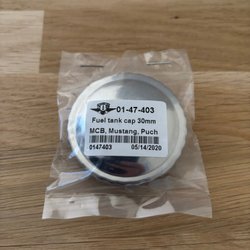 01-47-403
Fuel tank cap 30mm
MCB, Mustang, Puch
0147403 05/14/2020